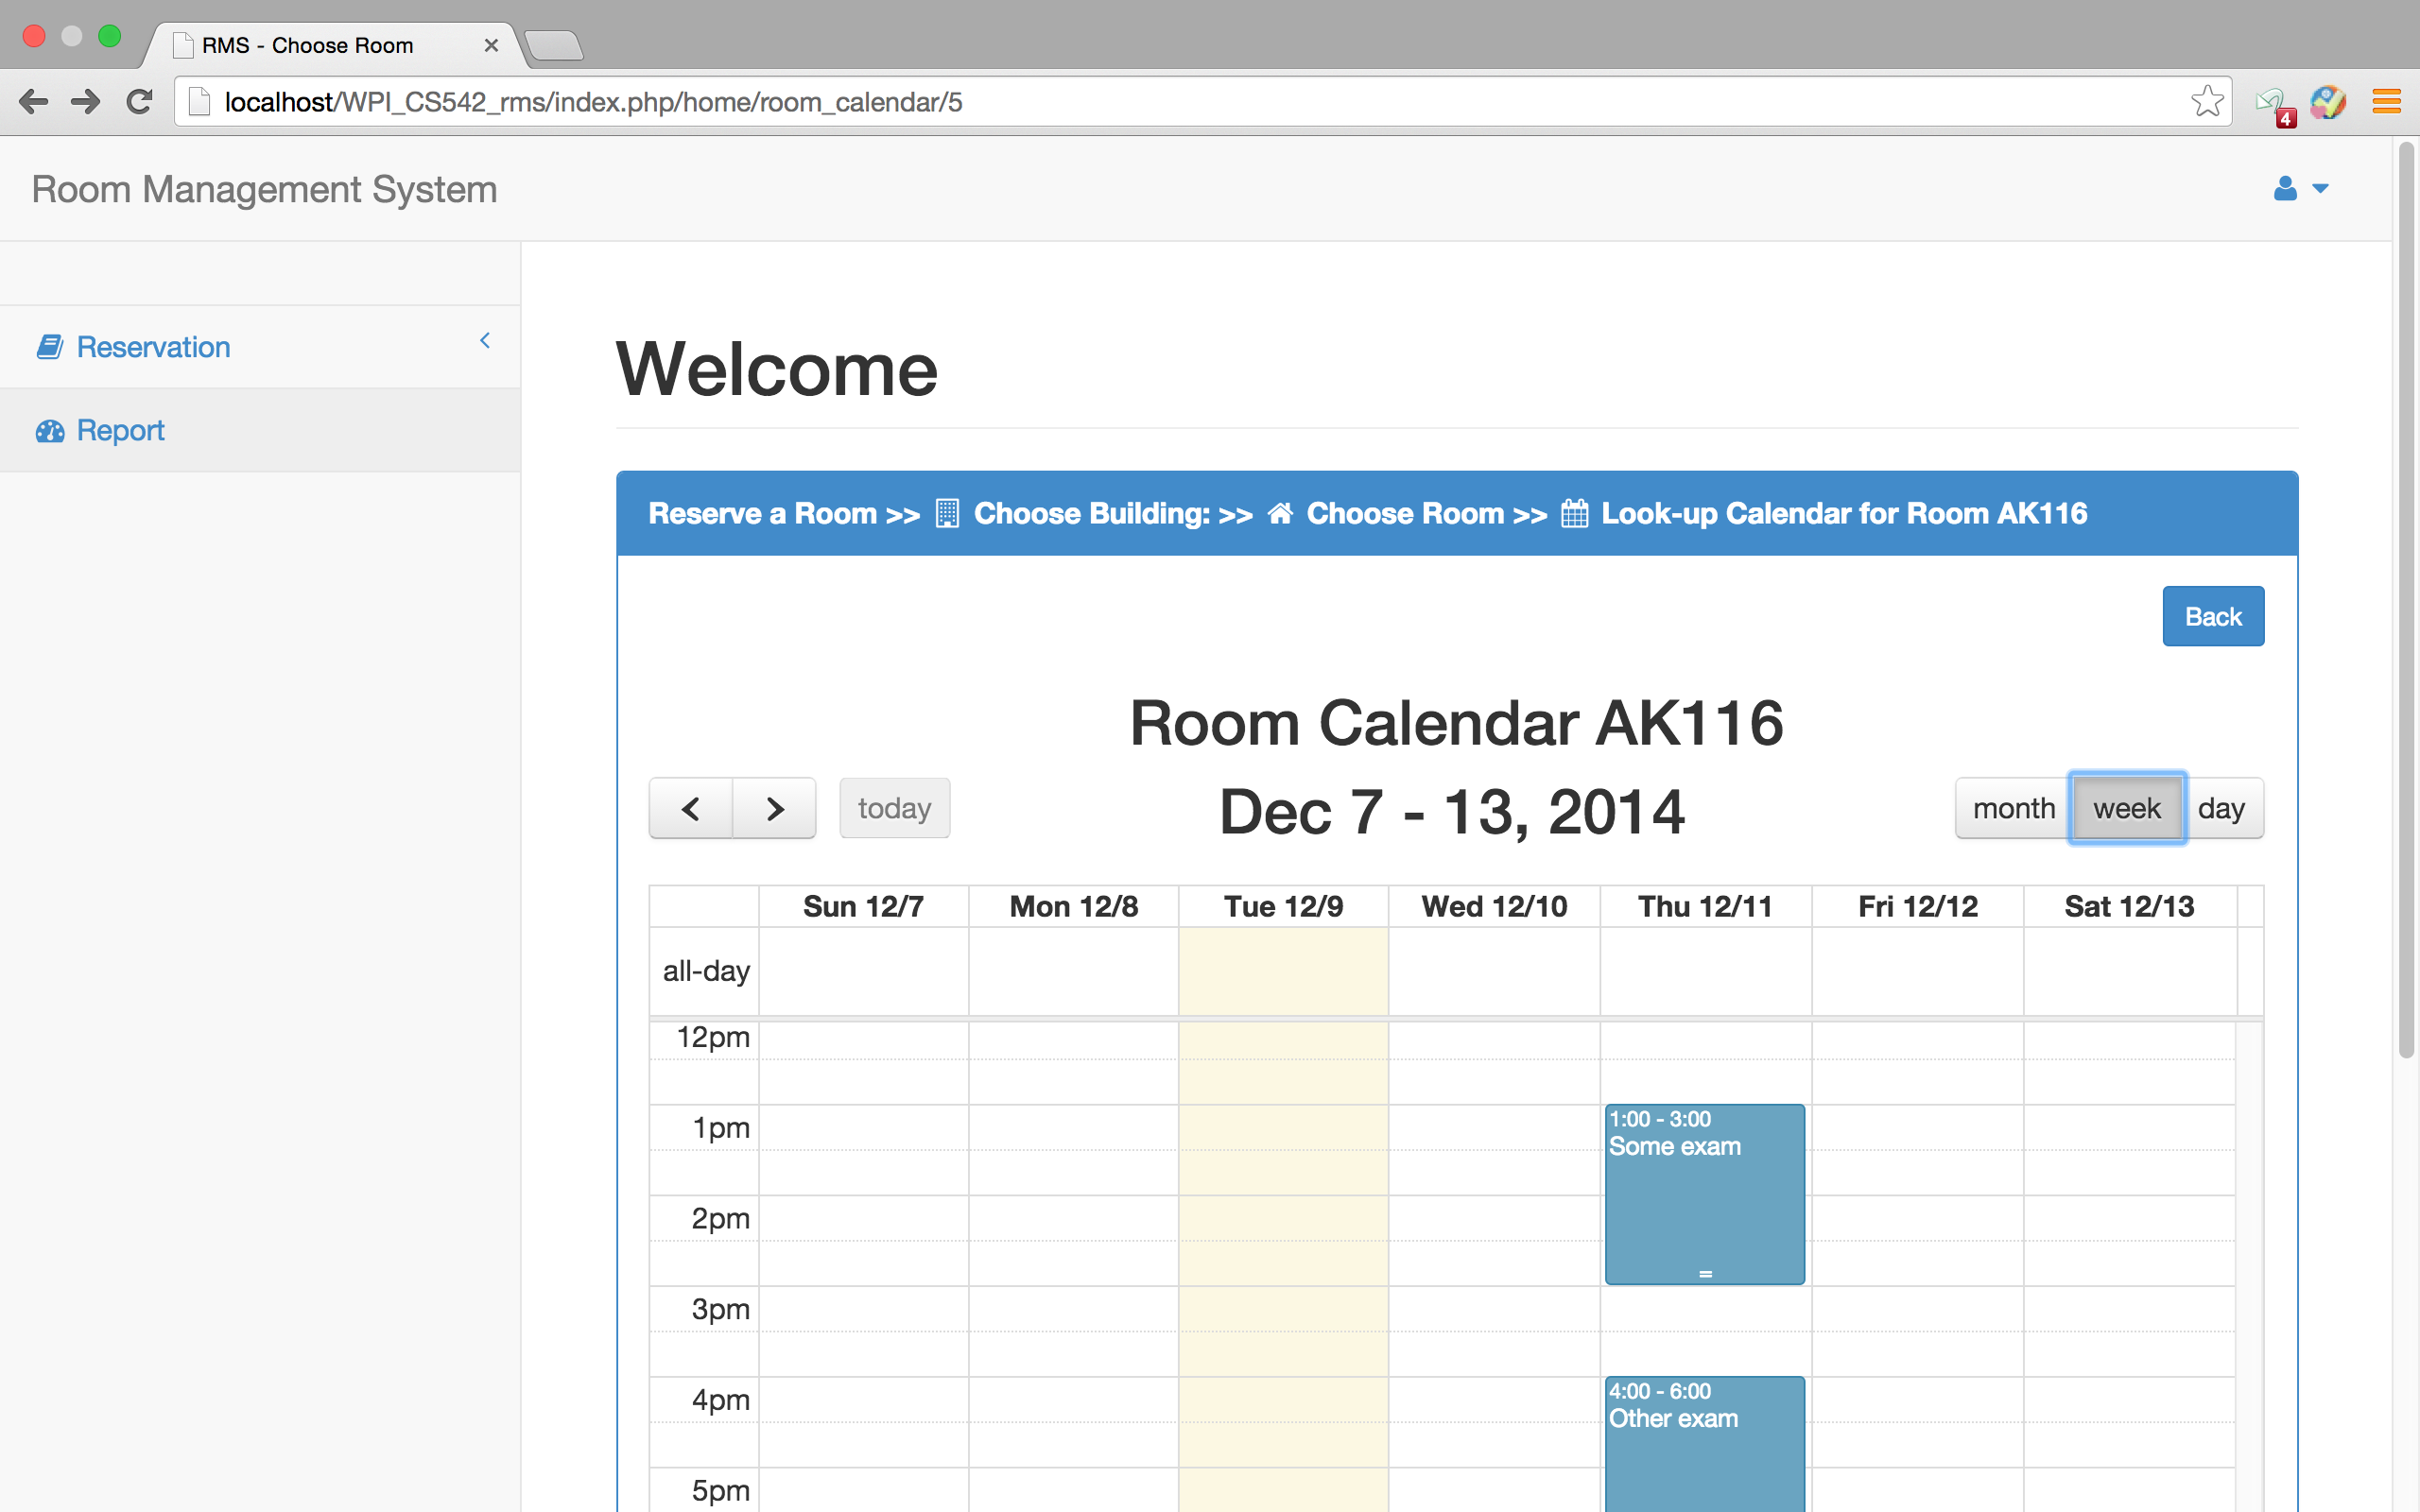 RMS - Choose Room
localhost/WPI_CS542_rms/index.php/home/room_calendar/5
4
Room Management System
Reservation
Report
Welcome
Reserve a Room >> Choose Building: >> Choose Room >> Look-up Calendar for Room AK116
Back
Room Calendar AK116
today
Dec 7 - 13, 2014
month week day
Sun 12/7 Mon 12/8 Tue 12/9 Wed 12/10 Thu 12/11 Fri 12/12 Sat 12/13
all-day
12pm
1pm
1:00 - 3:00
Some exam
2pm
3pm
4pm
4:00 - 6:00
Other exam
5pm